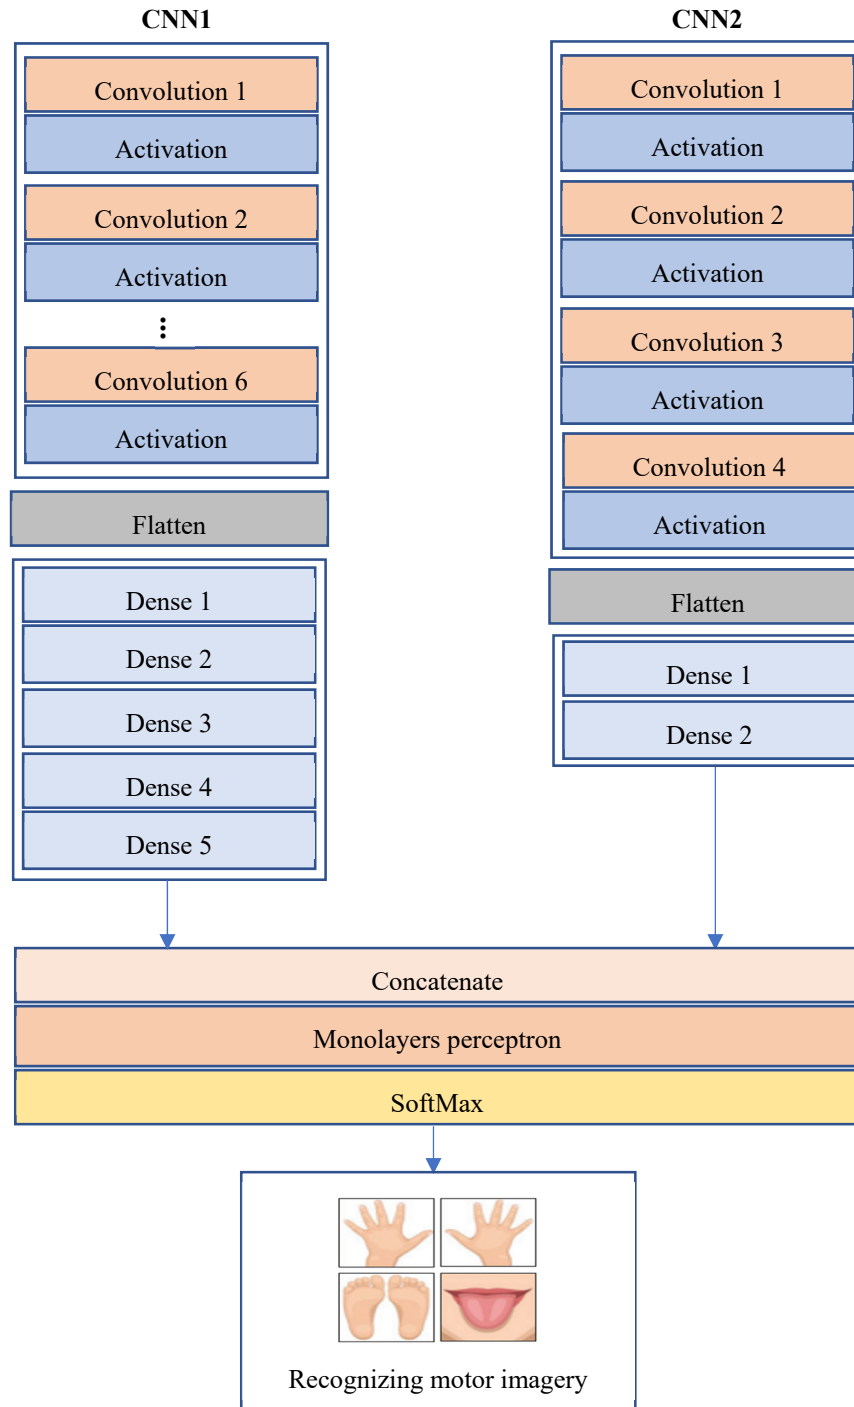 CNN1
Convolution 1
Activation
Convolution 2
Activation
⋮
Convolution 6
Activation
Flatten
Dense 1
Dense 2
Dense 3
Dense 4
Dense 5
CNN2
Convolution 1
Activation
Convolution 2
Activation
Convolution 3
Activation
Convolution 4
Activation
Flatten
Dense 1
Dense 2
Concatenate
Monolayers perceptron
SoftMax
Recognizing motor imagery